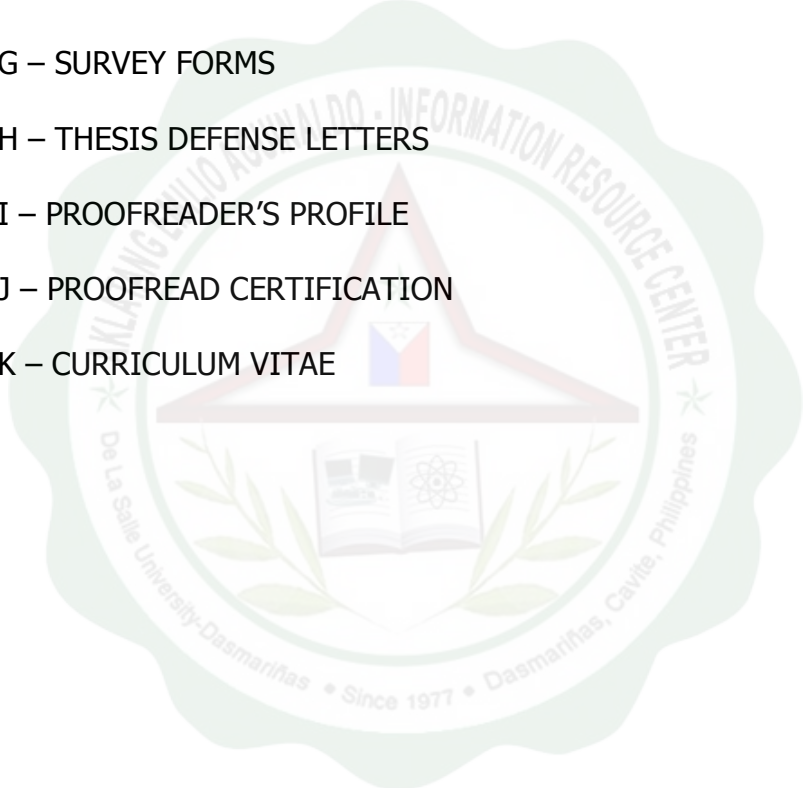 G – SURVEY FORMS
H – THESIS DEFENSE LETTERS
I – PROOFREADER’S PROFILE
J – PROOFREAD CERTIFICATION
K – CURRICULUM VITAE
AKLATANG EMILIO AGUINALDO - INFORMATION RESOURCE CENTER
De La Salle University-Dasmariñas • Since 1977 • Dasmariñas, Cavite, Philippines